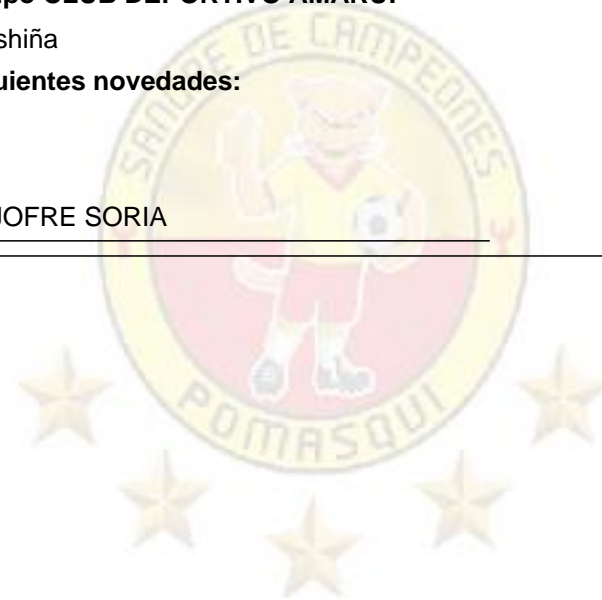 shiña
uientes novedades:
SANGRE DE CAMPEONES
JOFRE SORIA
POMASQUI